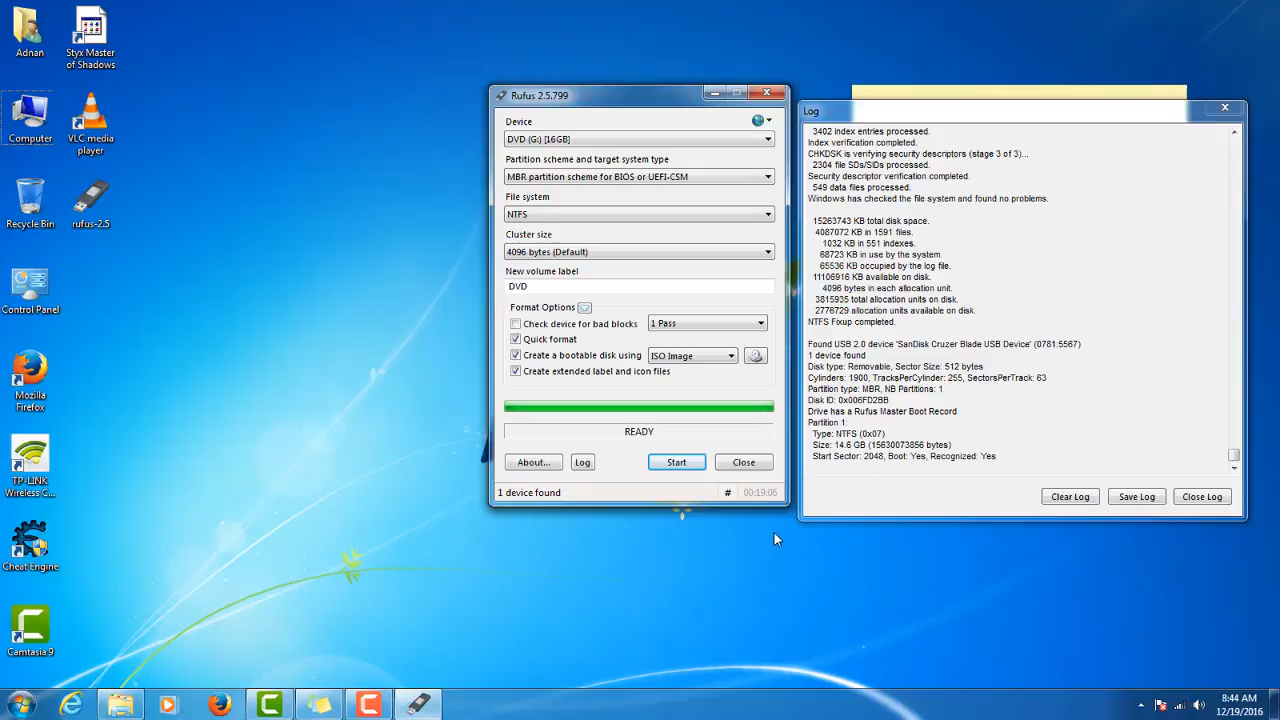 Adnan
Styx Master
of Shadows
Computer
VLC media
player
Recycle Bin
rufus-2.5
Control Panel
Mozilla
Firefox
TP-LINK
Wireless C...
Cheat Engine
Camtasia 9
Rufus 2.5.799
Device
DVD (G:) [16GB]
Partition scheme and target system type
MBR partition scheme for BIOS or UEFI-CSM
File system
NTFS
Cluster size
4096 bytes (Default)
New volume label
DVD
Format Options
Check device for bad blocks
1 Pass
Quick format
Create a bootable disk using
ISO Image
Create extended label and icon files
READY
About...
Log
Start
Close
1 device found
#
00:19:06
Log
3402 index entries processed.
Index verification completed.
CHKDSK is verifying security descriptors (stage 3 of 3)...
2304 file SDs/SIDs processed.
Security descriptor verification completed.
549 data files processed.
Windows has checked the file system and found no problems.
15263743 KB total disk space.
4087072 KB in 1591 files.
1032 KB in 551 indexes.
68723 KB in use by the system.
65536 KB occupied by the log file.
11106916 KB available on disk.
4096 bytes in each allocation unit.
3815935 total allocation units on disk.
2776729 allocation units available on disk.
NTFS Fixup completed.
Found USB 2.0 device 'SanDisk Cruzer Blade USB Device' (0781:5567)
1 device found
Disk type: Removable, Sector Size: 512 bytes
Cylinders: 1900, TracksPerCylinder: 255, SectorsPerTrack: 63
Partition type: MBR, NB Partitions: 1
Disk ID: 0x006FD2BB
Drive has a Rufus Master Boot Record
Partition 1:
Type: NTFS (0x07)
Size: 14.6 GB (15630073856 bytes)
Start Sector: 2048, Boot: Yes, Recognized: Yes
Clear Log
Save Log
Close Log
8:44 AM
12/19/2016